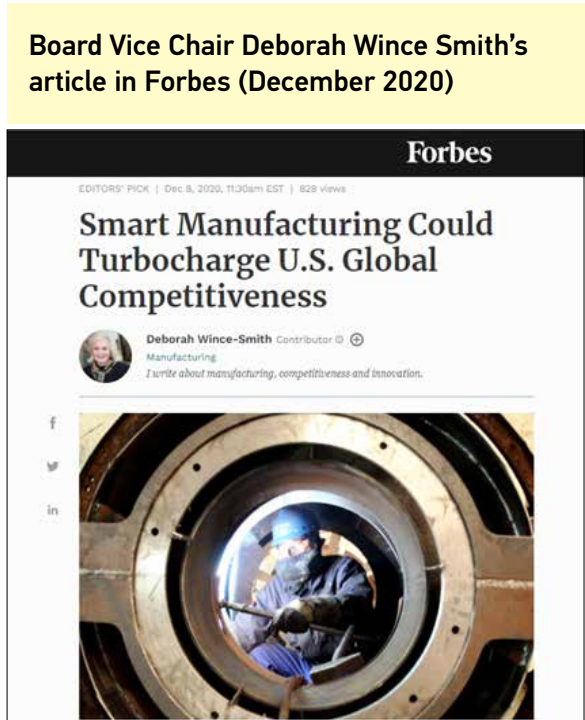 Board Vice Chair Deborah Wince Smith's
article in Forbes (December 2020)
Forbes
EDITORS' PICK | Dec 8, 2020, 11:30am EST | 828 views
Smart Manufacturing Could
Turbocharge U.S. Global
Competitiveness
Deborah Wince-Smith Contributor
Manufacturing
I write about manufacturing, competitiveness and innovation.
f
in